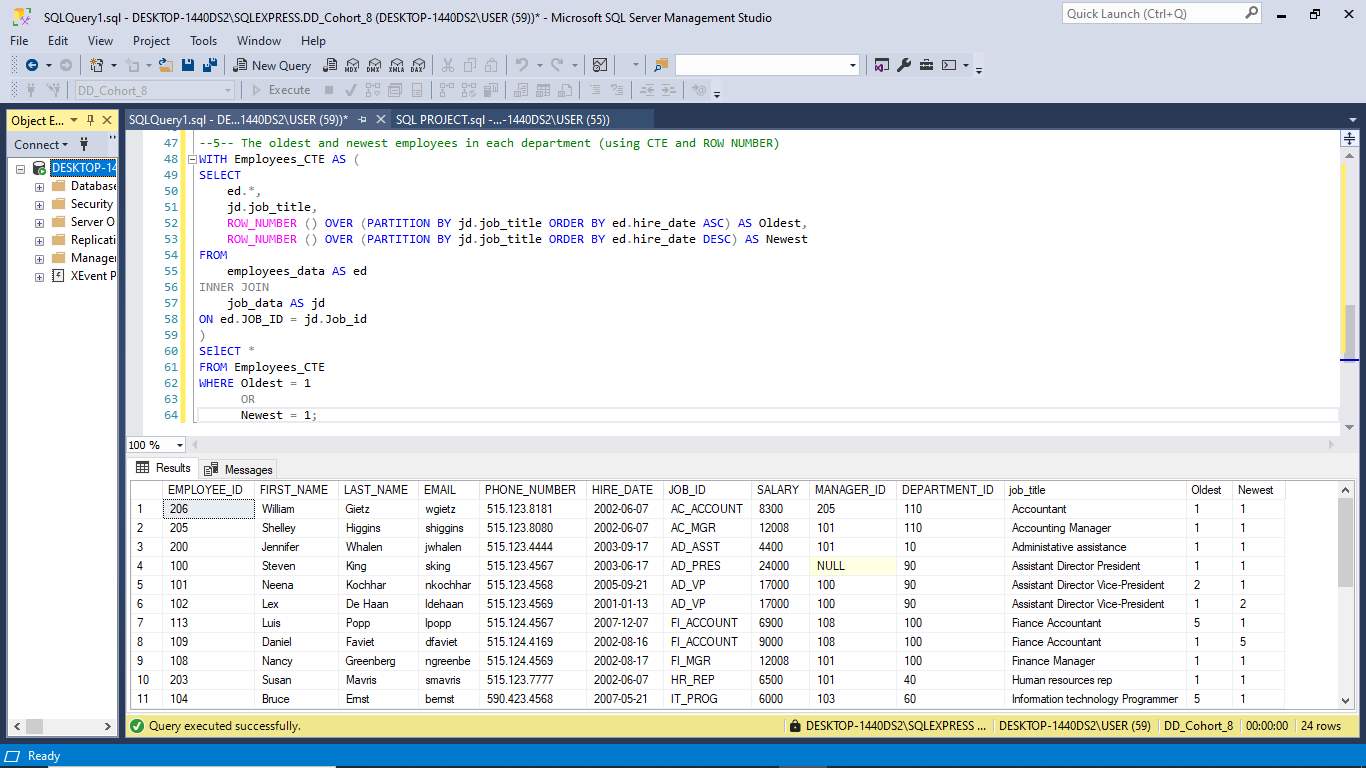 SQLQuery1.sql - DESKTOP-1440DS2\SQLEXPRESS.DD_Cohort_8 (DESKTOP-1440DS2\USER (59))* - Microsoft SQL Server Management Studio
Quick Launch (Ctrl+Q)
File Edit View Project Tools Window Help
New Query MDX DMX XMLA DAX
DD_Cohort_8 Execute
Object E...
SQLQuery1.sql - DE...1440DS2\USER (59))* SQL PROJECT.sql -...-1440DS2\USER (55))
Connect
DESKTOP-14
Database
Security
Server O
Replicati
Manager
XEvent P
47 --5-- The oldest and newest employees in each department (using CTE and ROW NUMBER)
48 WITH Employees_CTE AS (
49 SELECT
50 ed.*,
51 jd.job_title,
52 ROW_NUMBER () OVER (PARTITION BY jd.job_title ORDER BY ed.hire_date ASC) AS Oldest,
53 ROW_NUMBER () OVER (PARTITION BY jd.job_title ORDER BY ed.hire_date DESC) AS Newest
54 FROM
55 employees_data AS ed
56 INNER JOIN
57 job_data AS jd
58 ON ed.JOB_ID = jd.Job_id
59 )
60 SElECT *
61 FROM Employees_CTE
62 WHERE Oldest = 1
63 OR
64 Newest = 1;
100 %
Results Messages
EMPLOYEE_ID FIRST_NAME LAST_NAME EMAIL PHONE_NUMBER HIRE_DATE JOB_ID SALARY MANAGER_ID DEPARTMENT_ID job_title Oldest Newest
1 206 William Gietz wgietz 515.123.8181 2002-06-07 AC_ACCOUNT 8300 205 110 Accountant 1 1
2 205 Shelley Higgins shiggins 515.123.8080 2002-06-07 AC_MGR 12008 101 110 Accounting Manager 1 1
3 200 Jennifer Whalen jwhalen 515.123.4444 2003-09-17 AD_ASST 4400 101 10 Administative assistance 1 1
4 100 Steven King sking 515.123.4567 2003-06-17 AD_PRES 24000 NULL 90 Assistant Director President 1 1
5 101 Neena Kochhar nkochhar 515.123.4568 2005-09-21 AD_VP 17000 100 90 Assistant Director Vice-President 2 1
6 102 Lex De Haan ldehaan 515.123.4569 2001-01-13 AD_VP 17000 100 90 Assistant Director Vice-President 1 2
7 113 Luis Popp lpopp 515.124.4567 2007-12-07 FI_ACCOUNT 6900 108 100 Fiance Accountant 5 1
8 109 Daniel Faviet dfaviet 515.124.4169 2002-08-16 FI_ACCOUNT 9000 108 100 Fiance Accountant 1 5
9 108 Nancy Greenberg ngreenbe 515.124.4569 2002-08-17 FI_MGR 12008 101 100 Finance Manager 1 1
10 203 Susan Mavris smavris 515.123.7777 2002-06-07 HR_REP 6500 101 40 Human resources rep 1 1
11 104 Bruce Ernst bernst 590.423.4568 2007-05-21 IT_PROG 6000 103 60 Information technology Programmer 5 1
Query executed successfully. DESKTOP-1440DS2\SQLEXPRESS ... DESKTOP-1440DS2\USER (59) DD_Cohort_8 00:00:00 24 rows
Ready